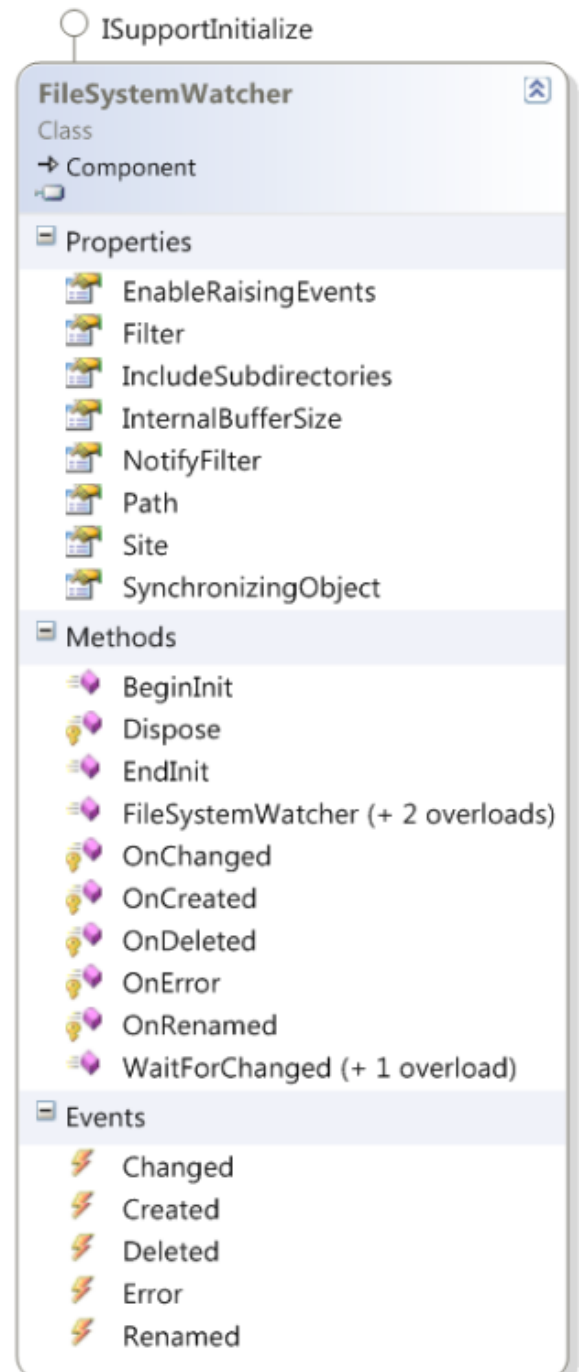 ISupportInitialize
FileSystemWatcher
Class
Component
Properties
EnableRaisingEvents
Filter
IncludeSubdirectories
InternalBufferSize
NotifyFilter
Path
Site
SynchronizingObject
Methods
BeginInit
Dispose
EndInit
FileSystemWatcher (+ 2 overloads)
OnChanged
OnCreated
OnDeleted
OnError
OnRenamed
WaitForChanged (+ 1 overload)
Events
Changed
Created
Deleted
Error
Renamed